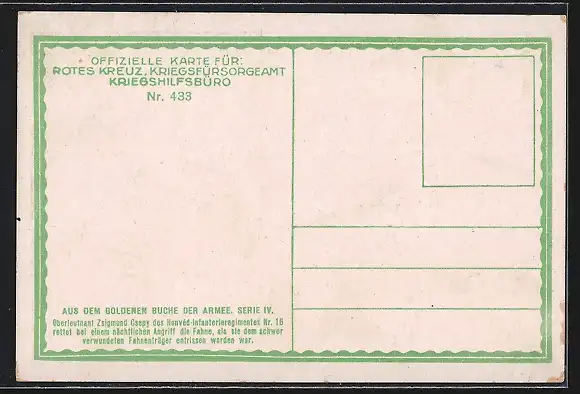 OFFIZIELLE KARTE FÜR:
ROTES KREUZ, KRIEGSFÜRSORGEAMT
KRIEGSHILFSBÜRO
Nr. 433
AUS DEM GOLDENEN BUCHE DER ARMEE. SERIE IV.
Oberleutnant Zsigmund Csepy des Honvéd-Infanterieregimentes Nr. 16
rettet bei einem nächtlichen Angriff die Fahne, als sie dem schwer
verwundeten Fahnenträger entrissen worden war.